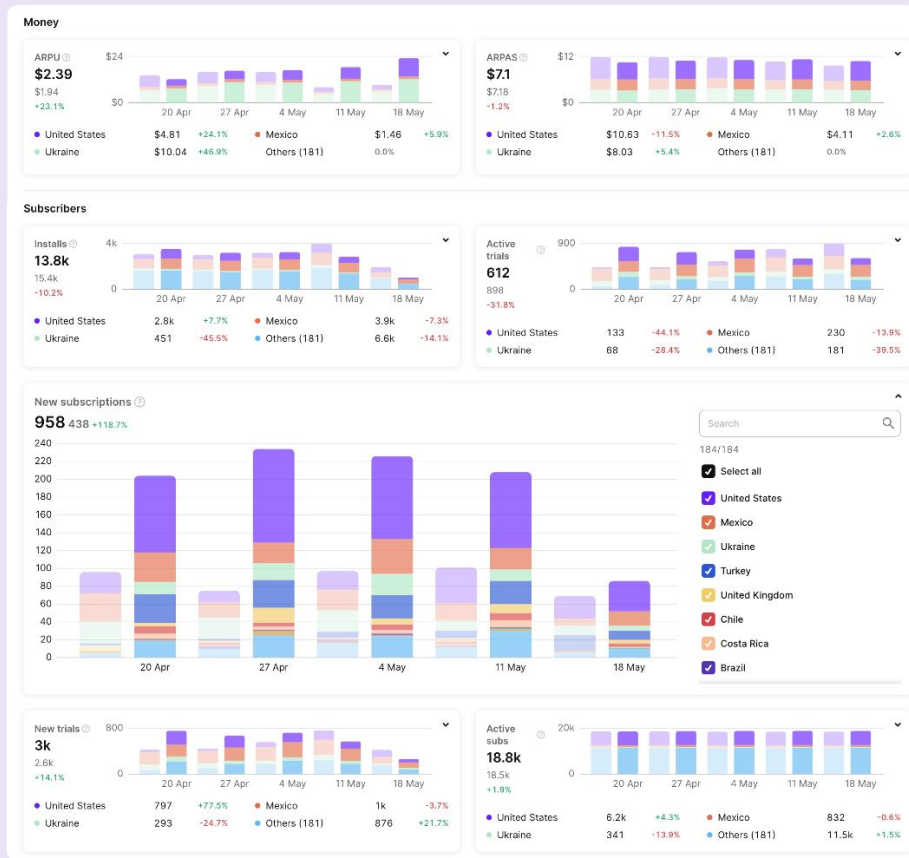 Money
ARPU
$2.39
$1.94
+23.1%
$24
$0
20 Apr 27 Apr 4 May 11 May 18 May
United States $4.81 +24.1% Mexico $1.46 +5.9%
Ukraine $10.04 +46.9% Others (181) 0.0%
ARPAS
$7.1
$7.18
-1.2%
$12
$0
20 Apr 27 Apr 4 May 11 May 18 May
United States $10.63 -11.5% Mexico $4.11 +2.6%
Ukraine $8.03 +5.4% Others (181) 0.0%
Subscribers
Installs
13.8k
15.4k
-10.2%
4k
0
20 Apr 27 Apr 4 May 11 May 18 May
United States 2.8k +7.7% Mexico 3.9k -7.3%
Ukraine 451 -45.5% Others (181) 6.6k -14.1%
Active
trials
612
898
-31.8%
900
0
20 Apr 27 Apr 4 May 11 May 18 May
United States 133 -44.1% Mexico 230 -13.9%
Ukraine 68 -28.4% Others (181) 181 -39.5%
New subscriptions
958 438 +118.7%
240
220
200
180
160
140
120
100
80
60
40
20
0
20 Apr 27 Apr 4 May 11 May 18 May
Search
184/184
Select all
United States
Mexico
Ukraine
Turkey
United Kingdom
Chile
Costa Rica
Brazil
New trials
3k
2.6k
+14.1%
800
0
20 Apr 27 Apr 4 May 11 May 18 May
United States 797 +77.5% Mexico 1k -3.7%
Ukraine 293 -24.7% Others (181) 876 +21.7%
Active
subs
18.8k
18.5k
+1.9%
20k
0
20 Apr 27 Apr 4 May 11 May 18 May
United States 6.2k +4.3% Mexico 832 -0.6%
Ukraine 341 -13.9% Others (181) 11.5k +1.5%